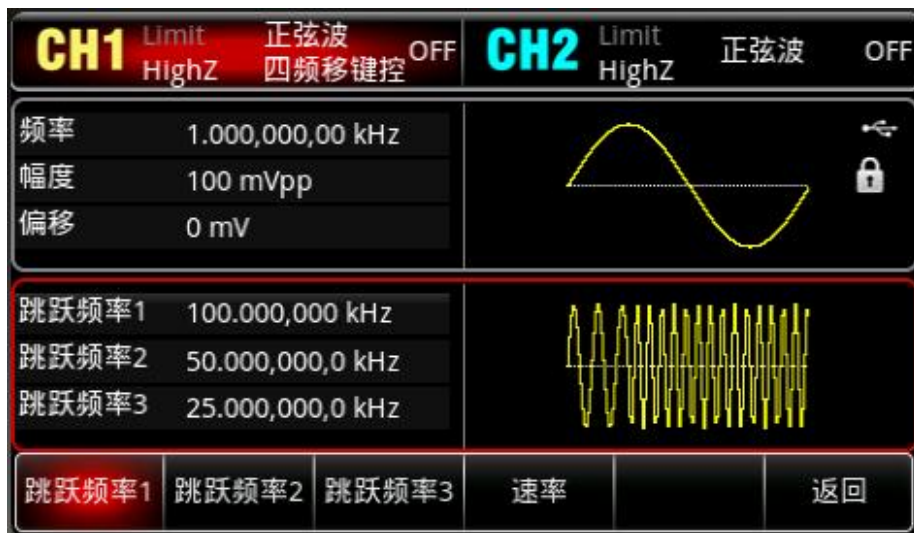 CH1 Limit 正弦波 OFF CH2 Limit 正弦波 OFF
HighZ 四频移键控 HighZ
频率 1.000,000,00 kHz
幅度 100 mVpp
偏移 0 mV
跳跃频率1 100.000,000 kHz
跳跃频率2 50.000,000,0 kHz
跳跃频率3 25.000,000,0 kHz
跳跃频率1 跳跃频率2 跳跃频率3 速率 返回